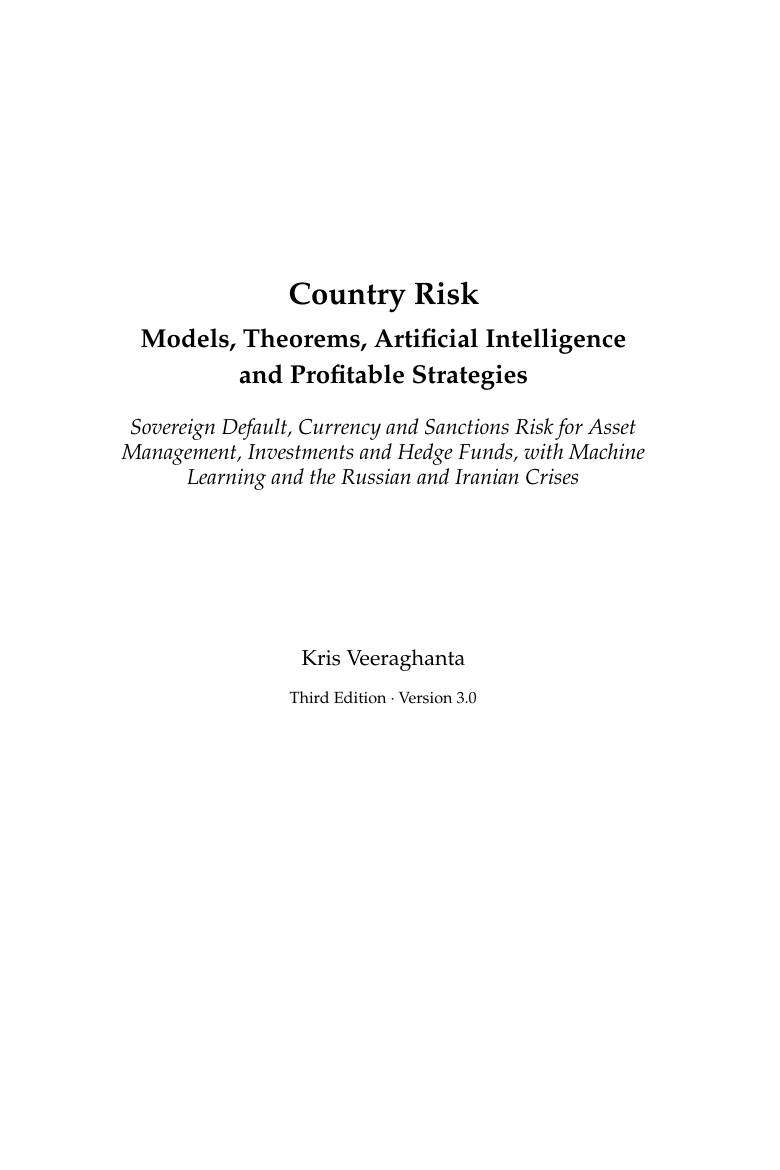 Country Risk
Models, Theorems, Artificial Intelligence
and Profitable Strategies
Sovereign Default, Currency and Sanctions Risk for Asset
Management, Investments and Hedge Funds, with Machine
Learning and the Russian and Iranian Crises
Kris Veeraghanta
Third Edition · Version 3.0